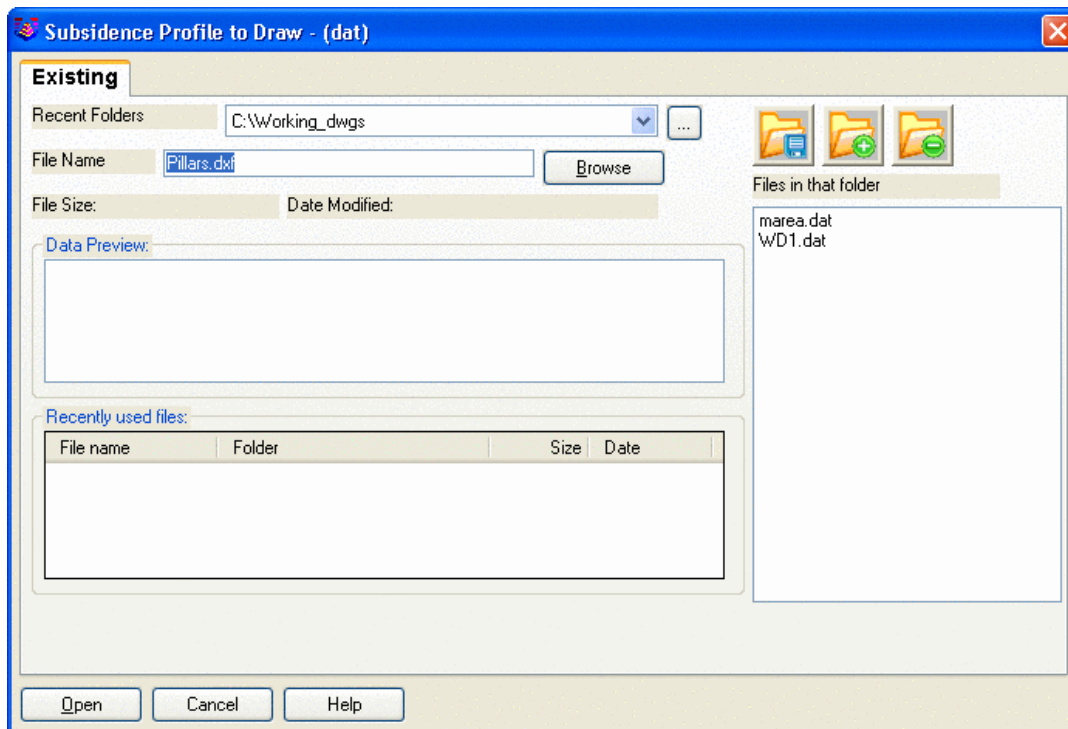 Subsidence Profile to Draw - (dat)
Existing
Recent Folders
C:\Working_dwgs
...
File Name
Pillars.dxf
Browse
File Size:
Date Modified:
Files in that folder
marea.dat
WD1.dat
Data Preview:
Recently used files:
File name Folder Size Date
Open Cancel Help